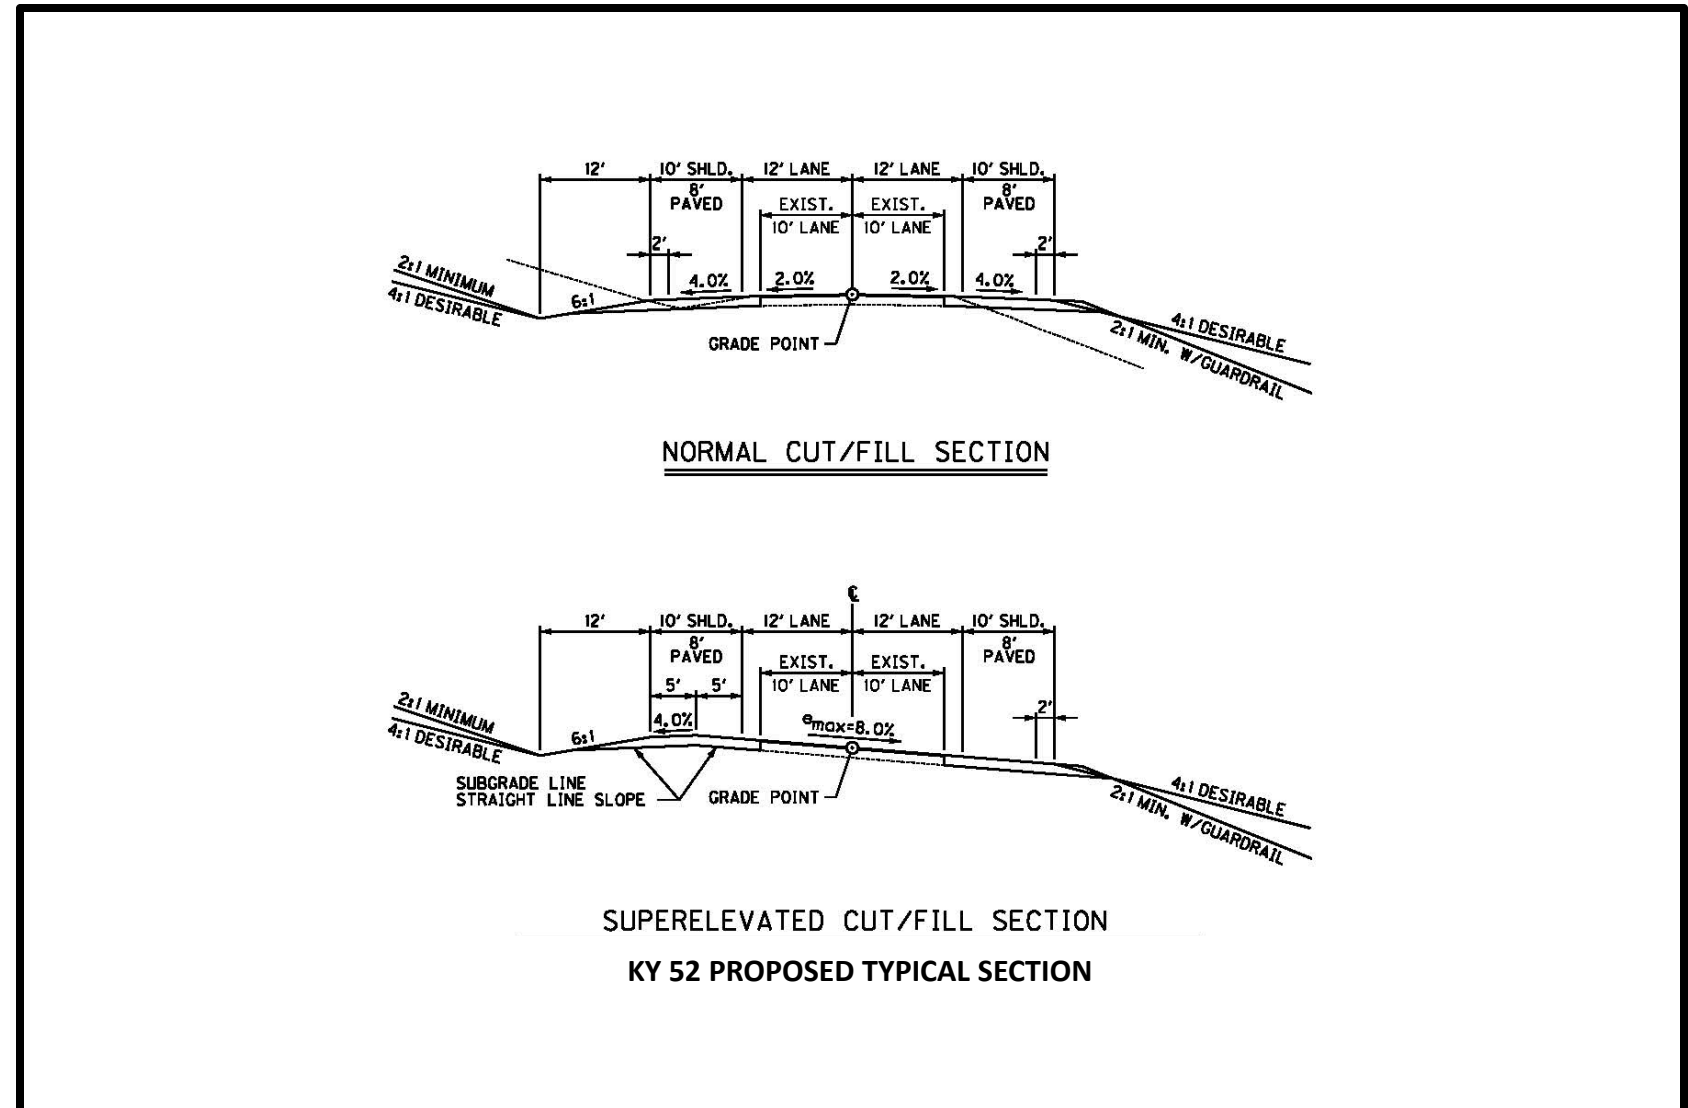 12' 10' SHLD. 12' LANE 12' LANE 10' SHLD.
8' 8'
PAVED EXIST. EXIST. PAVED
10' LANE 10' LANE
2' 2'
2:1 MINIMUM
4:1 DESIRABLE
6:1 4.0% 2.0% 2.0% 4.0%
GRADE POINT
4:1 DESIRABLE
2:1 MIN. W/GUARDRAIL
NORMAL CUT/FILL SECTION
℄
12' 10' SHLD. 12' LANE 12' LANE 10' SHLD.
8' 8'
PAVED EXIST. EXIST. PAVED
5' 5' 10' LANE 10' LANE
2'
2:1 MINIMUM
4:1 DESIRABLE
6:1 4.0% emax=8.0%
SUBGRADE LINE
STRAIGHT LINE SLOPE
GRADE POINT
4:1 DESIRABLE
2:1 MIN. W/GUARDRAIL
SUPERELEVATED CUT/FILL SECTION
KY 52 PROPOSED TYPICAL SECTION